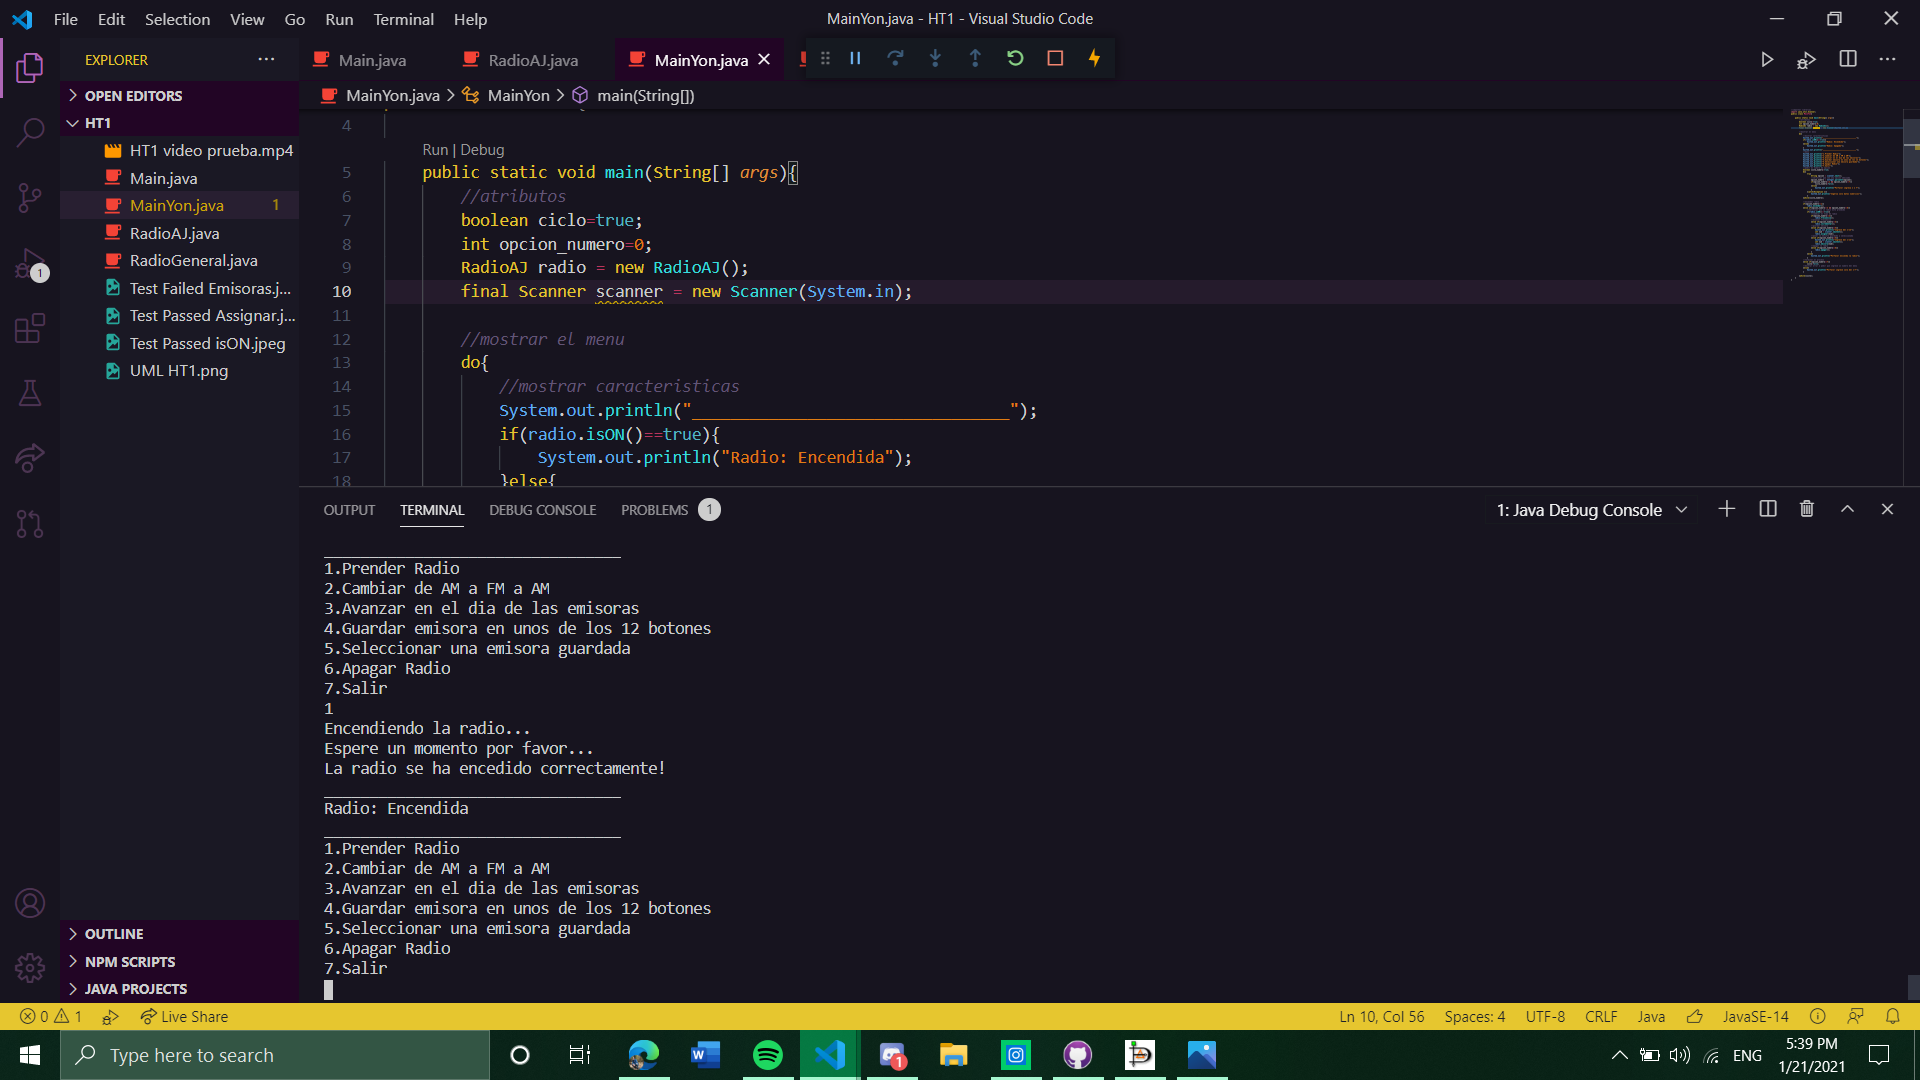 File Edit Selection View Go Run Terminal Help
MainYon.java - HT1 - Visual Studio Code
EXPLORER
Main.java
RadioAJ.java
MainYon.java
OPEN EDITORS
HT1
HT1 video prueba.mp4
Main.java
MainYon.java 1
RadioAJ.java
RadioGeneral.java
Test Failed Emisoras.j...
Test Passed Assignar.j...
Test Passed isON.jpeg
UML HT1.png
1
OUTLINE
NPM SCRIPTS
JAVA PROJECTS
MainYon.java > MainYon > main(String[])
4
Run | Debug
5 public static void main(String[] args){
6 //atributos
7 boolean ciclo=true;
8 int opcion_numero=0;
9 RadioAJ radio = new RadioAJ();
10 final Scanner scanner = new Scanner(System.in);
11
12 //mostrar el menu
13 do{
14 //mostrar caracteristicas
15 System.out.println("_________________________________");
16 if(radio.isON()==true){
17 System.out.println("Radio: Encendida");
18 }else{
OUTPUT TERMINAL DEBUG CONSOLE PROBLEMS 1
1: Java Debug Console
_________________________________
1.Prender Radio
2.Cambiar de AM a FM a AM
3.Avanzar en el dia de las emisoras
4.Guardar emisora en unos de los 12 botones
5.Seleccionar una emisora guardada
6.Apagar Radio
7.Salir
1
Encendiendo la radio...
Espere un momento por favor...
La radio se ha encedido correctamente!
_________________________________
Radio: Encendida
_________________________________
1.Prender Radio
2.Cambiar de AM a FM a AM
3.Avanzar en el dia de las emisoras
4.Guardar emisora en unos de los 12 botones
5.Seleccionar una emisora guardada
6.Apagar Radio
7.Salir
0 1 Live Share
Ln 10, Col 56 Spaces: 4 UTF-8 CRLF Java JavaSE-14
Type here to search
1
ENG
5:39 PM
1/21/2021